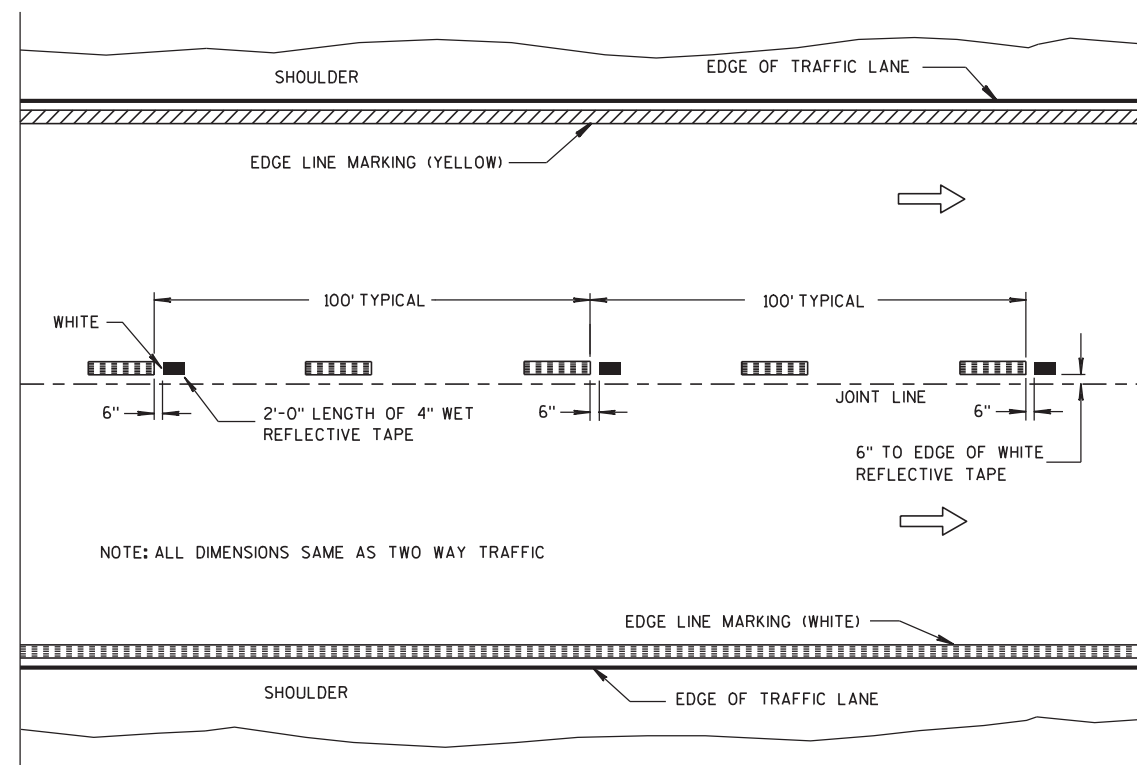 SHOULDER
EDGE OF TRAFFIC LANE
EDGE LINE MARKING (YELLOW)
100' TYPICAL
100' TYPICAL
WHITE
JOINT LINE
6"
2'-0" LENGTH OF 4" WET
REFLECTIVE TAPE
6"
6"
6" TO EDGE OF WHITE
REFLECTIVE TAPE
NOTE: ALL DIMENSIONS SAME AS TWO WAY TRAFFIC
EDGE LINE MARKING (WHITE)
SHOULDER
EDGE OF TRAFFIC LANE